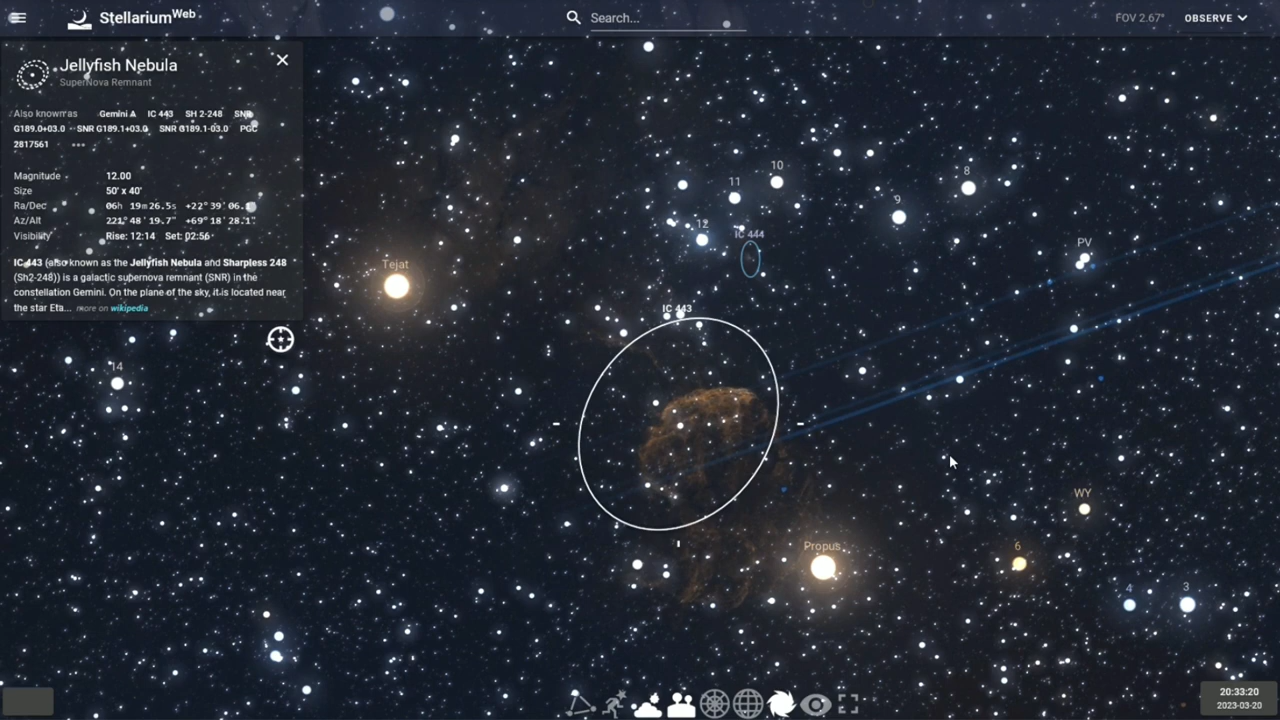 StellariumWeb
Search...
FOV 2.67°
OBSERVE
Jellyfish Nebula
SuperNova Remnant
Also known as Gemini A IC 443 SH 2-248 SNR
G189.0+03.0 SNR G189.1+03.0 SNR G189.1-03.0 PGC
2817561 •••
Magnitude 12.00
Size 50' x 40'
Ra/Dec 06h 19m26.5s +22°39'06.1"
Az/Alt 221°48'19.7" +69°18'28.1"
Visibility Rise: 12:14 Set: 02:56
IC 443 (also known as the Jellyfish Nebula and Sharpless 248
(Sh2-248)) is a galactic supernova remnant (SNR) in the
constellation Gemini. On the plane of the sky, it is located near
the star Eta... more on wikipedia
10
8
11
9
12
IC 444
PV
Tejat
IC 443
14
WY
Propus
6
4
3
20:33:20
2023-03-20